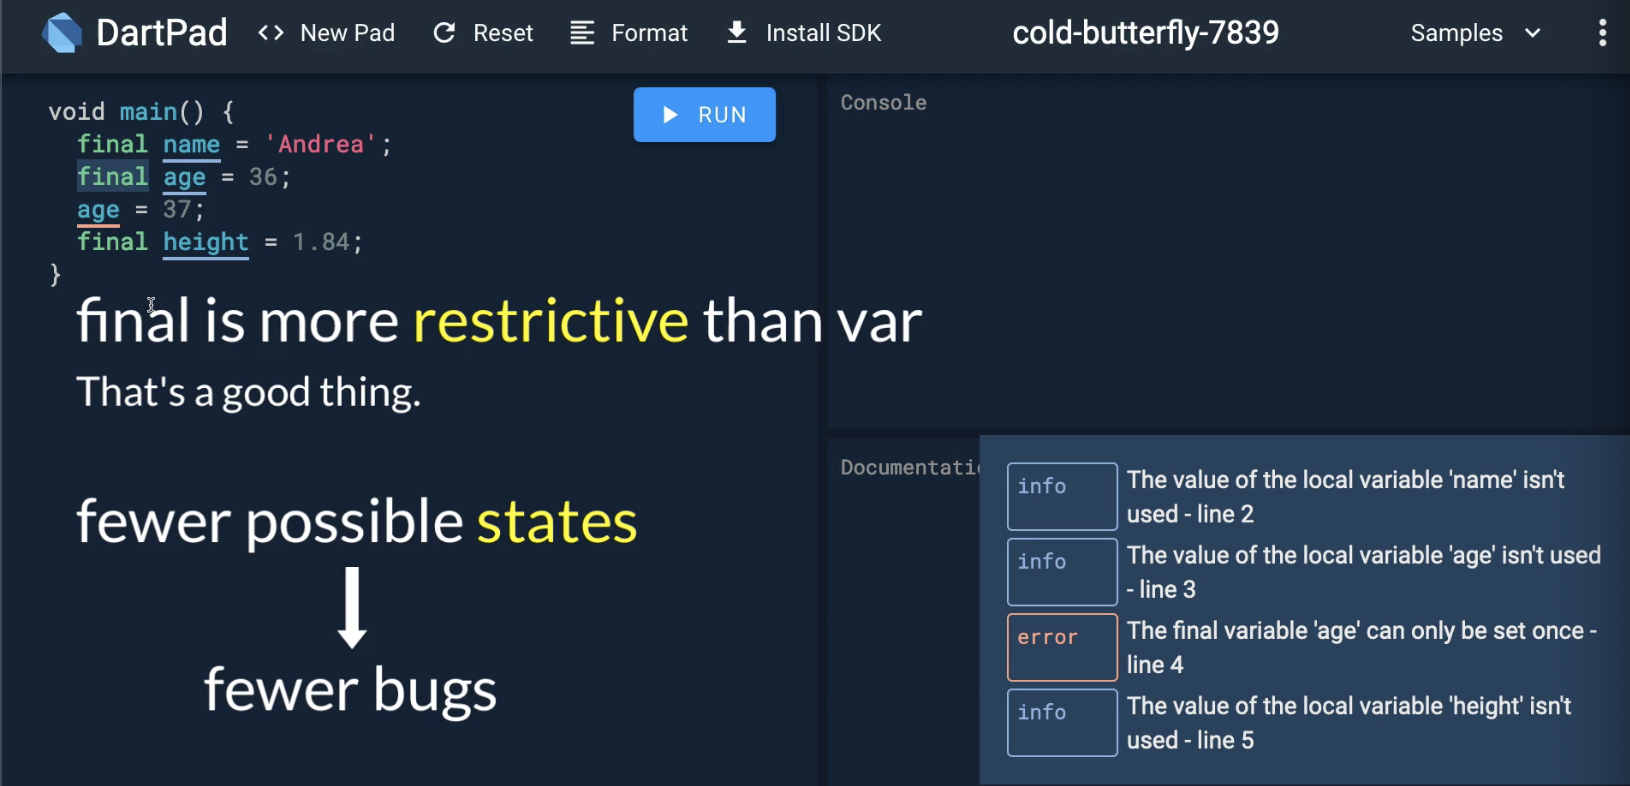 DartPad <> New Pad Reset Format Install SDK cold-butterfly-7839 Samples
void main() {
final name = 'Andrea';
final age = 36;
age = 37;
final height = 1.84;
}
RUN
final is more restrictive than var
That's a good thing.
fewer possible states
fewer bugs
Console
Documentatio
info The value of the local variable 'name' isn't
used - line 2
info The value of the local variable 'age' isn't used
- line 3
error The final variable 'age' can only be set once -
line 4
info The value of the local variable 'height' isn't
used - line 5